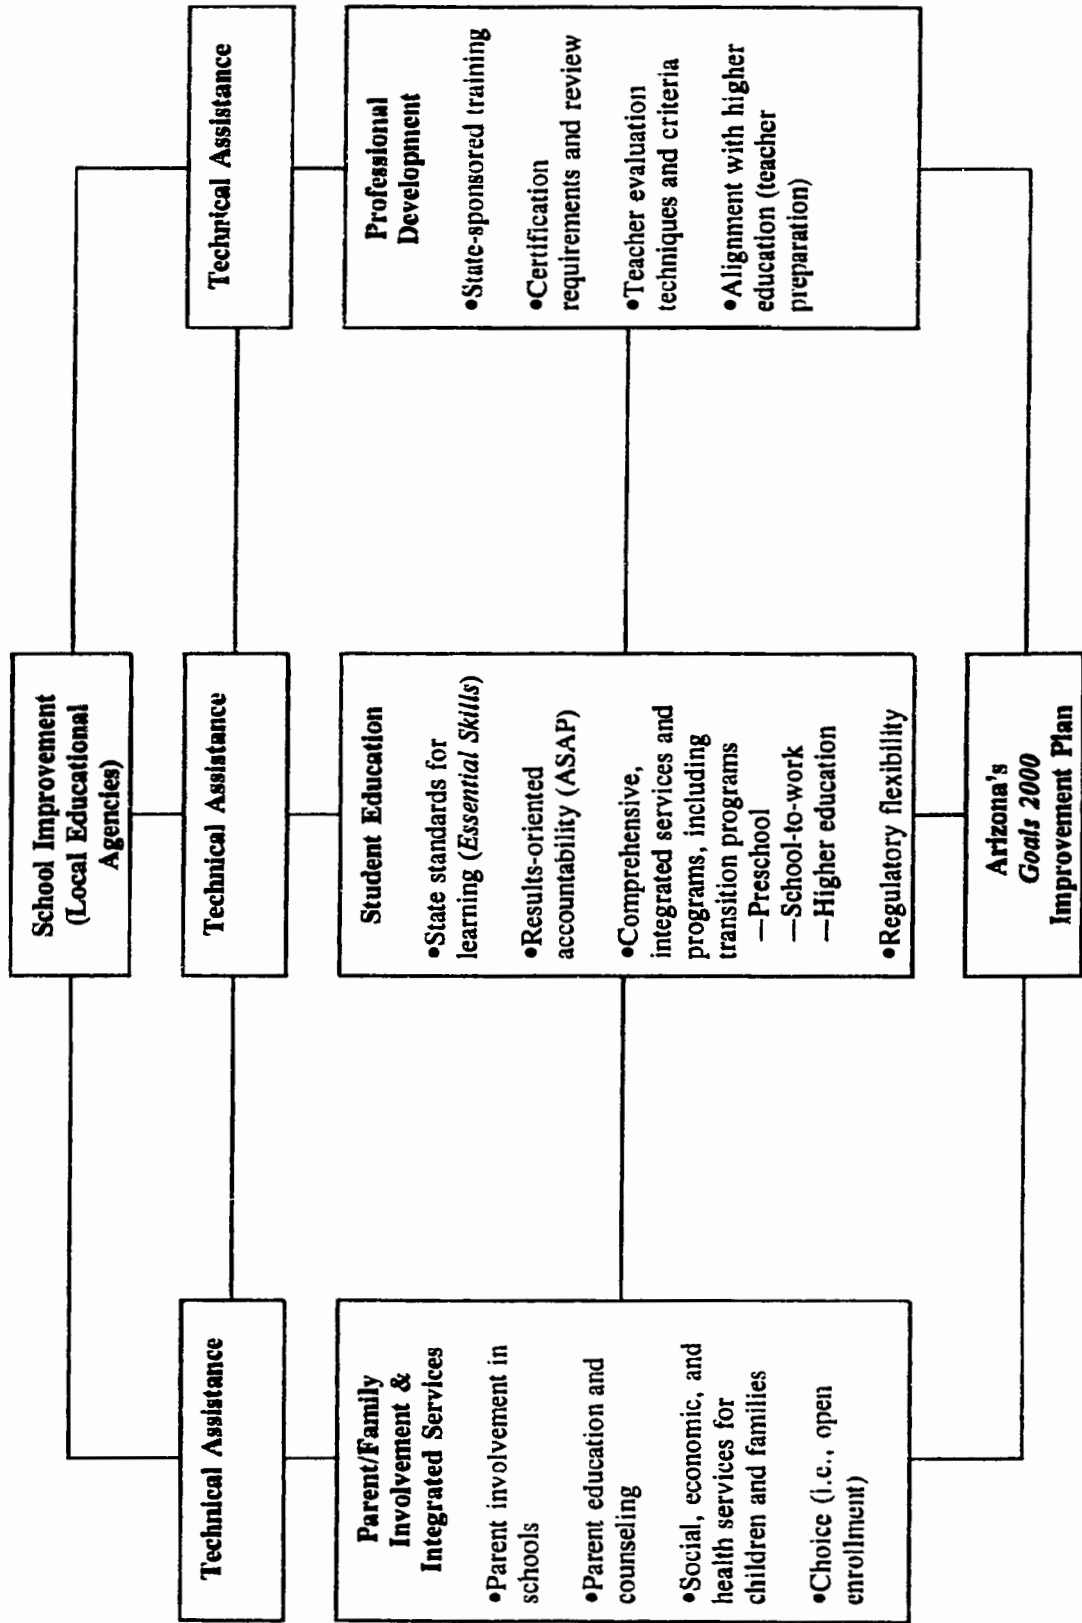 School Improvement
(Local Educational
Agencies)
Technical Assistance
Technical Assistance
Technical Assistance
Parent/Family
Involvement &
Integrated Services
•Parent involvement in
schools
•Parent education and
counseling
•Social, economic, and
health services for
children and families
•Choice (i.e., open
enrollment)
Student Education
•State standards for
learning (Essential Skills)
•Results-oriented
accountability (ASAP)
•Comprehensive,
integrated services and
programs, including
transition programs
—Preschool
—School-to-work
—Higher education
•Regulatory flexibility
Professional
Development
•State-sponsored training
•Certification
requirements and review
•Teacher evaluation
techniques and criteria
•Alignment with higher
education (teacher
preparation)
Arizona's
Goals 2000
Improvement Plan